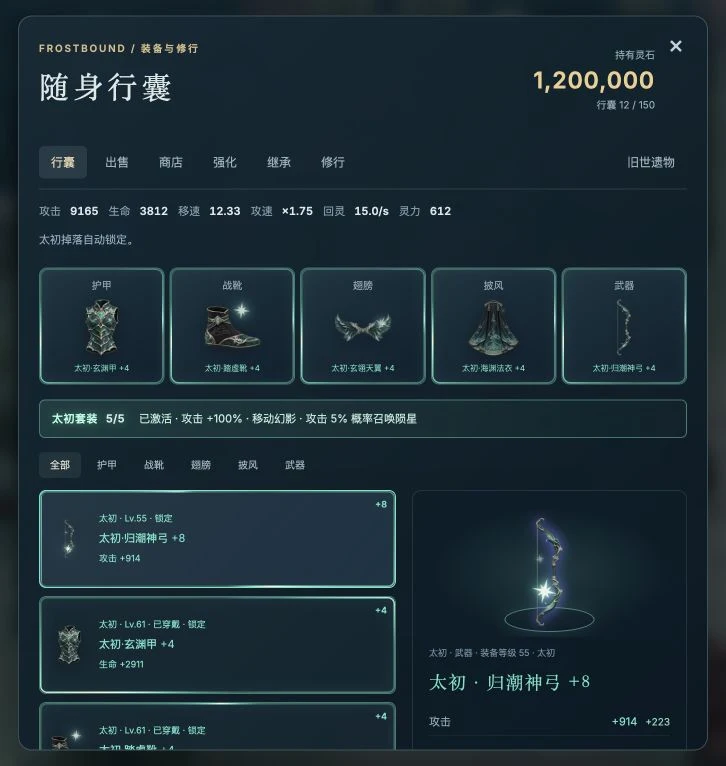 FROSTBOUND / 装备与修行
随身行囊
持有灵石
1,200,000
行囊 12 / 150
行囊 出售 商店 强化 继承 修行 旧世遗物
攻击 9165 生命 3812 移速 12.33 攻速 ×1.75 回灵 15.0/s 灵力 612
太初掉落自动锁定。
护甲 战靴 翅膀 披风 武器
太初·玄渊甲 +4 太初·踏虚靴 +4 太初·玄翎天翼 +4 太初·海渊法衣 +4 太初·归潮神弓 +4
太初套装 5/5 已激活 · 攻击 +100% · 移动幻影 · 攻击 5% 概率召唤陨星
全部 护甲 战靴 翅膀 披风 武器
+8
太初 · Lv.55 · 锁定
太初·归潮神弓 +8
攻击 +914
+4
太初 · Lv.61 · 已穿戴 · 锁定
太初·玄渊甲 +4
生命 +2911
+4
太初 · Lv.61 · 已穿戴 · 锁定
太初·踏虚靴 +4
太初 · 武器 · 装备等级 55 · 太初
太初 · 归潮神弓 +8
攻击 +914 +223